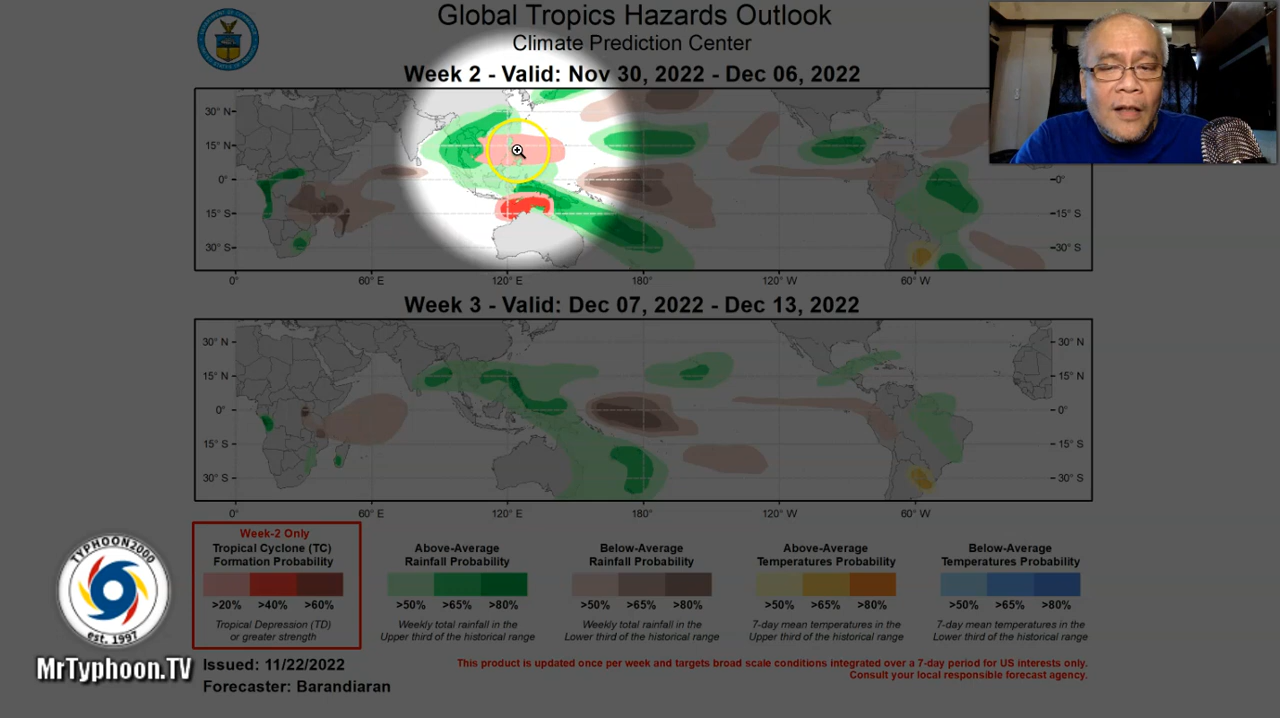 Global Tropics Hazards Outlook
Climate Prediction Center
Week 2 - Valid: Nov 30, 2022 - Dec 06, 2022
30° N
15° N
0°
15° S
30° S
0°
15° S
30° S
0° 60° E 120° E 180° 120° W 60° W
Week 3 - Valid: Dec 07, 2022 - Dec 13, 2022
30° N 30° N
15° N 15° N
0° 0°
15° S 15° S
30° S 30° S
0° 60° E 120° E 180° 120° W 60° W
Week-2 Only
Tropical Cyclone (TC)
Formation Probability
>20% >40% >60%
Tropical Depression (TD)
or greater strength
Above-Average
Rainfall Probability
>50% >65% >80%
Weekly total rainfall in the
Upper third of the historical range
Below-Average
Rainfall Probability
>50% >65% >80%
Weekly total rainfall in the
Lower third of the historical range
Above-Average
Temperatures Probability
>50% >65% >80%
7-day mean temperatures in the
Upper third of the historical range
Below-Average
Temperatures Probability
>50% >65% >80%
7-day mean temperatures in the
Lower third of the historical range
Issued: 11/22/2022
Forecaster: Barandiaran
This product is updated once per week and targets broad scale conditions integrated over a 7-day period for US interests only.
Consult your local responsible forecast agency.
TYPHOON2000
est. 1997
MrTyphoon.TV